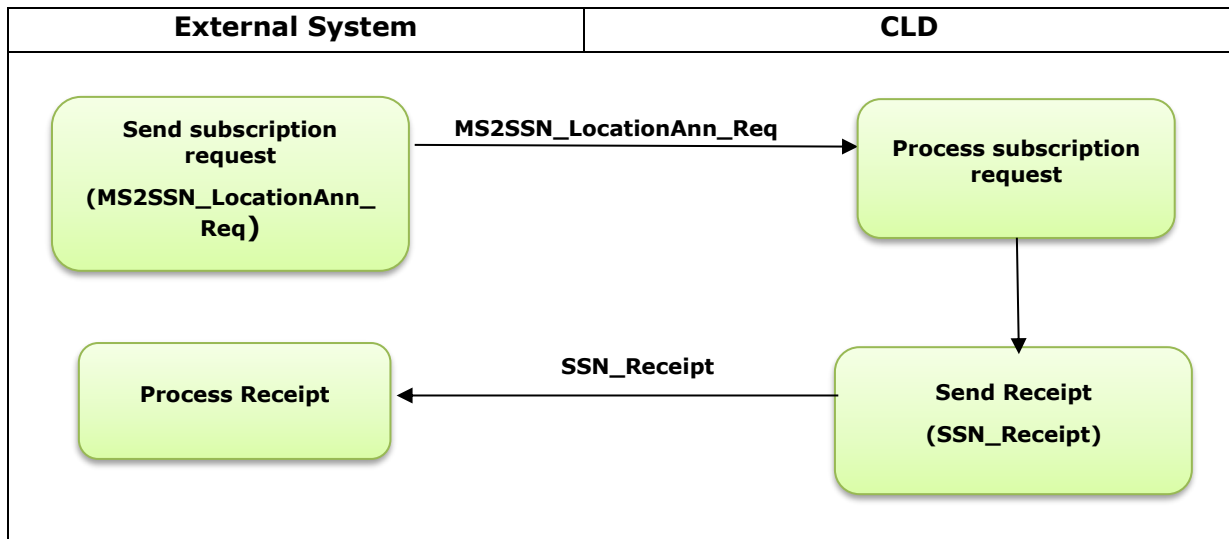 External System
CLD
Send subscription
request
(MS2SSN_LocationAnn_
Req)
MS2SSN_LocationAnn_Req
Process subscription
request
Process Receipt
SSN_Receipt
Send Receipt
(SSN_Receipt)